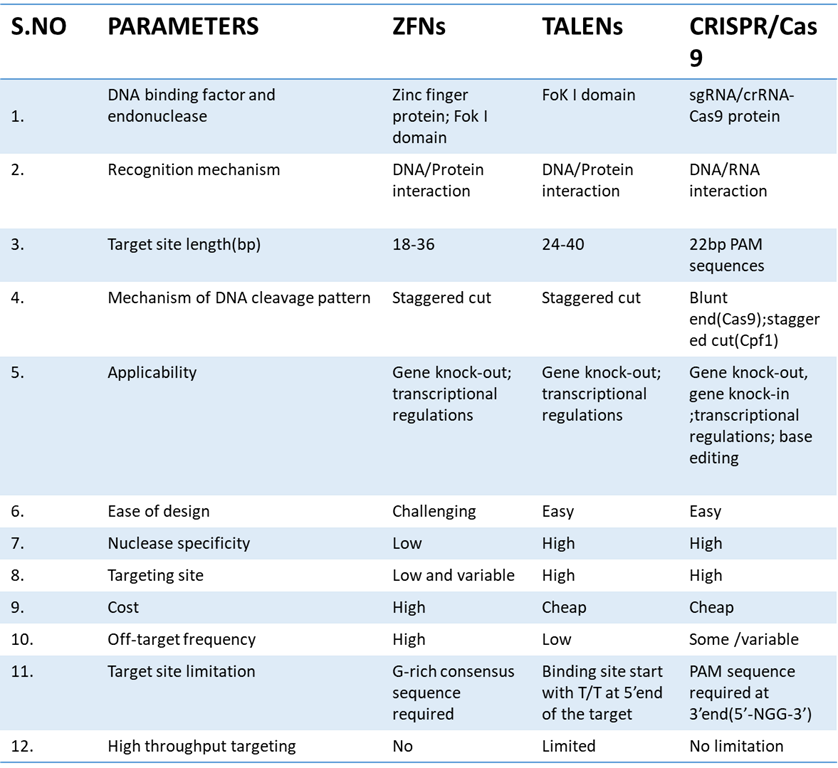 S.NO PARAMETERS ZFNs TALENs CRISPR/Cas
9
1. DNA binding factor and endonuclease
Zinc finger
protein; Fok I
domain
FoK I domain
sgRNA/crRNA-
Cas9 protein
2. Recognition mechanism
DNA/Protein
interaction
DNA/Protein
interaction
DNA/RNA
interaction
3. Target site length(bp)
18-36
24-40
22bp PAM
sequences
4. Mechanism of DNA cleavage pattern
Staggered cut
Staggered cut
Blunt
end(Cas9);stagger
ed cut(Cpf1)
5. Applicability
Gene knock-out;
transcriptional
regulations
Gene knock-out;
transcriptional
regulations
Gene knock-out,
gene knock-in
;transcriptional
regulations; base
editing
6. Ease of design
Challenging
Easy
Easy
7. Nuclease specificity
Low
High
High
8. Targeting site
Low and variable
High
High
9. Cost
High
Cheap
Cheap
10. Off-target frequency
High
Low
Some /variable
11. Target site limitation
G-rich consensus
sequence
required
Binding site start
with T/T at 5’end
of the target
PAM sequence
required at
3’end(5’-NGG-3’)
12. High throughput targeting
No
Limited
No limitation